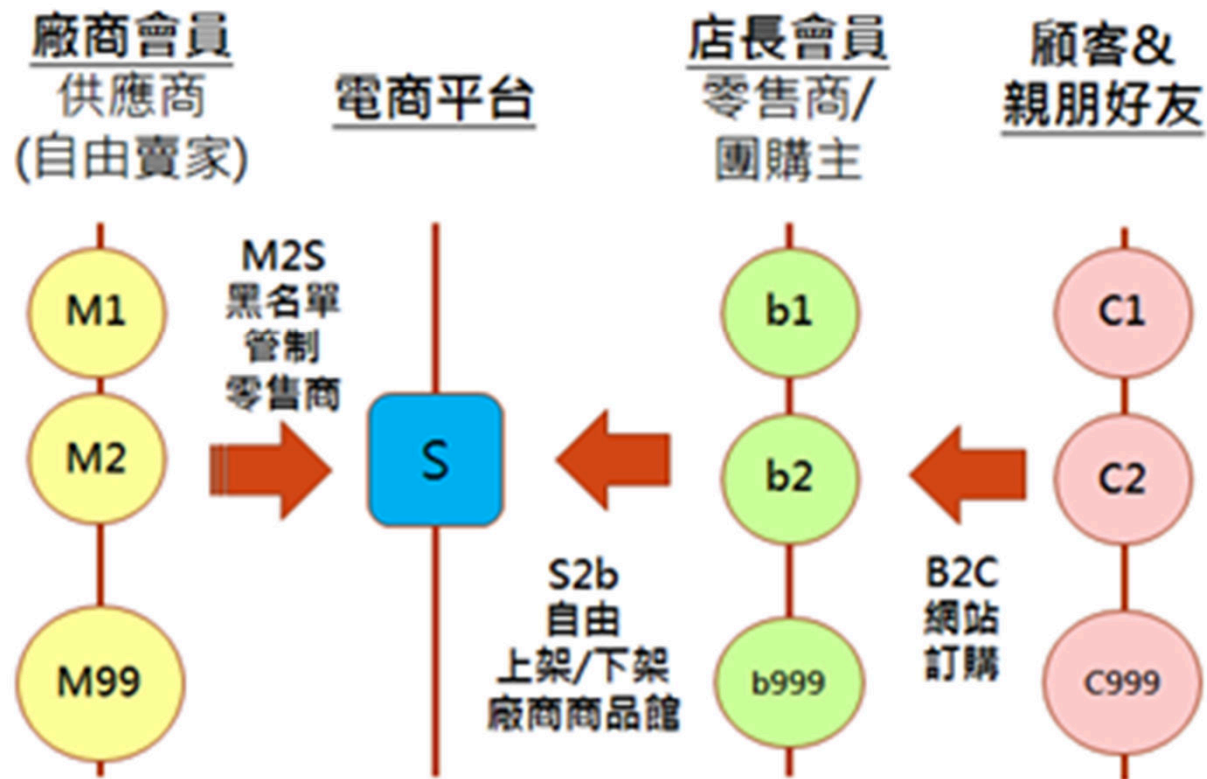 廠商會員
供應商
(自由賣家)
電商平台
店長會員
零售商/
團購主
顧客&
親朋好友
M1
M2
M99
M2S
黑名單
管制
零售商
S
S2b
自由
上架/下架
廠商商品館
b1
b2
b999
B2C
網站
訂購
C1
C2
C999